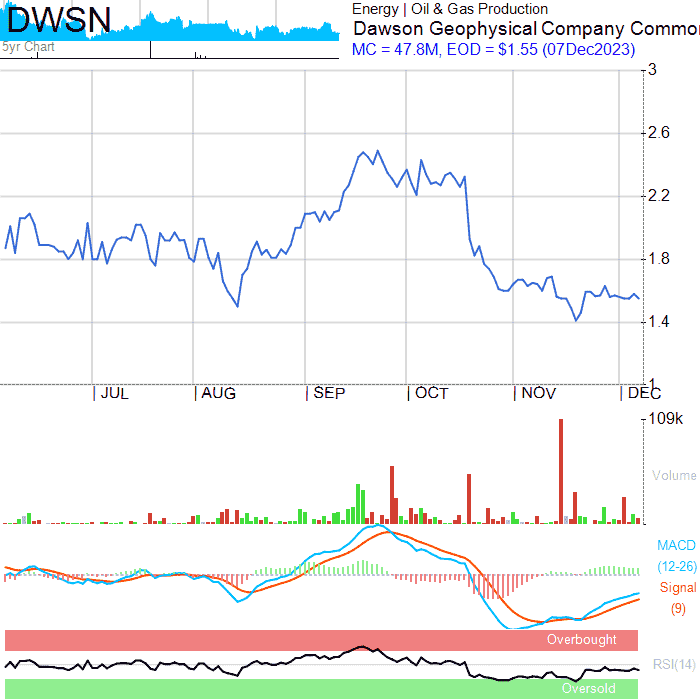 DWSN
5yr Chart
Energy | Oil & Gas Production
Dawson Geophysical Company Common
MC = 47.8M, EOD = $1.55 (07Dec2023)
3
2.6
2.2
1.8
1.4
1
JUL
AUG
SEP
OCT
NOV
DEC
109k
Volume
MACD
(12-26)
Signal
(9)
Overbought
RSI(14)
Oversold